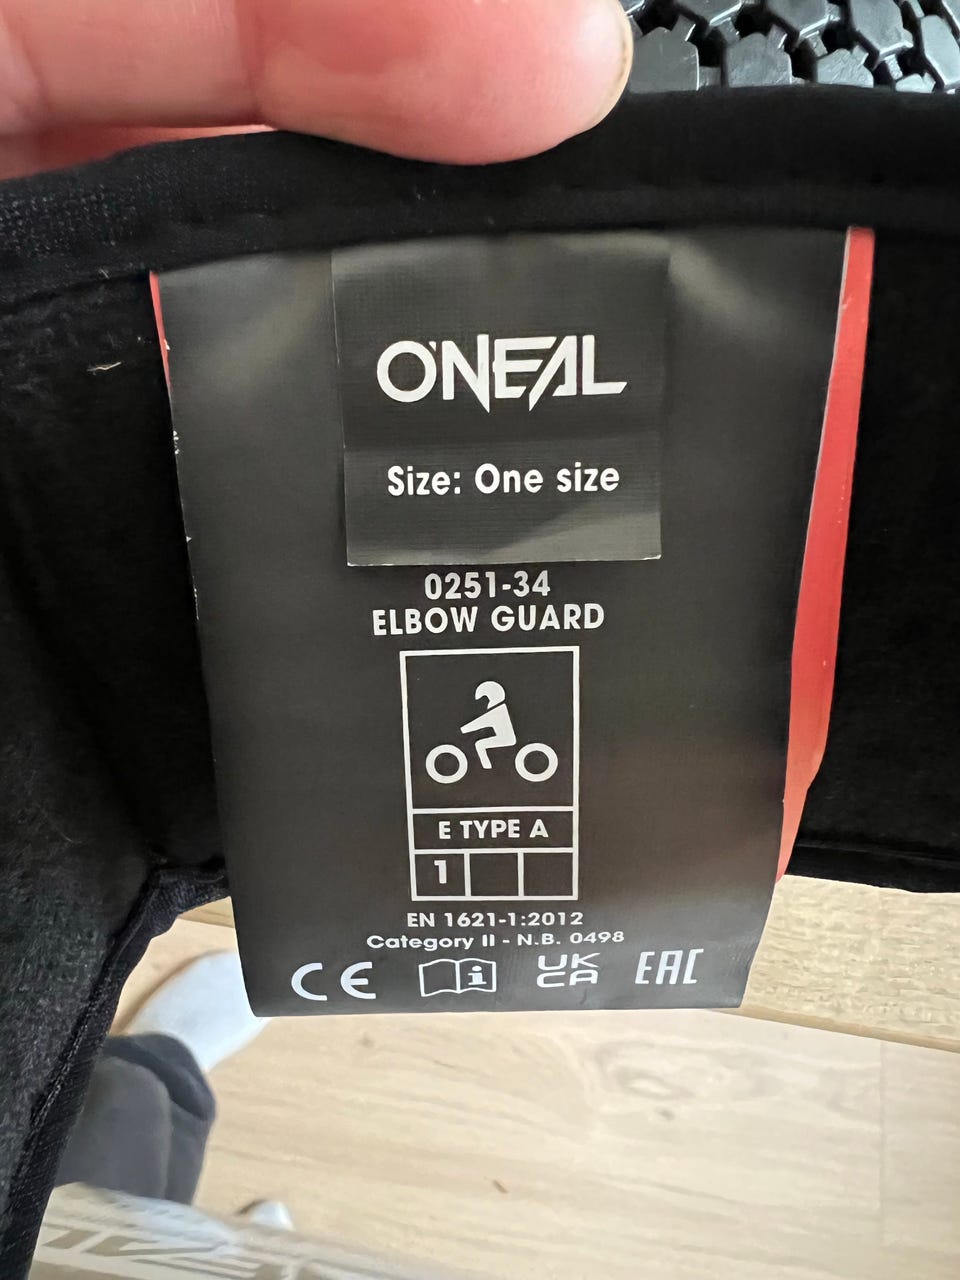 O'NEAL
Size: One size
0251-34
ELBOW GUARD
E TYPE A
1
EN 1621-1:2012
Category II - N.B. 0498
CE i UK
CA EAC